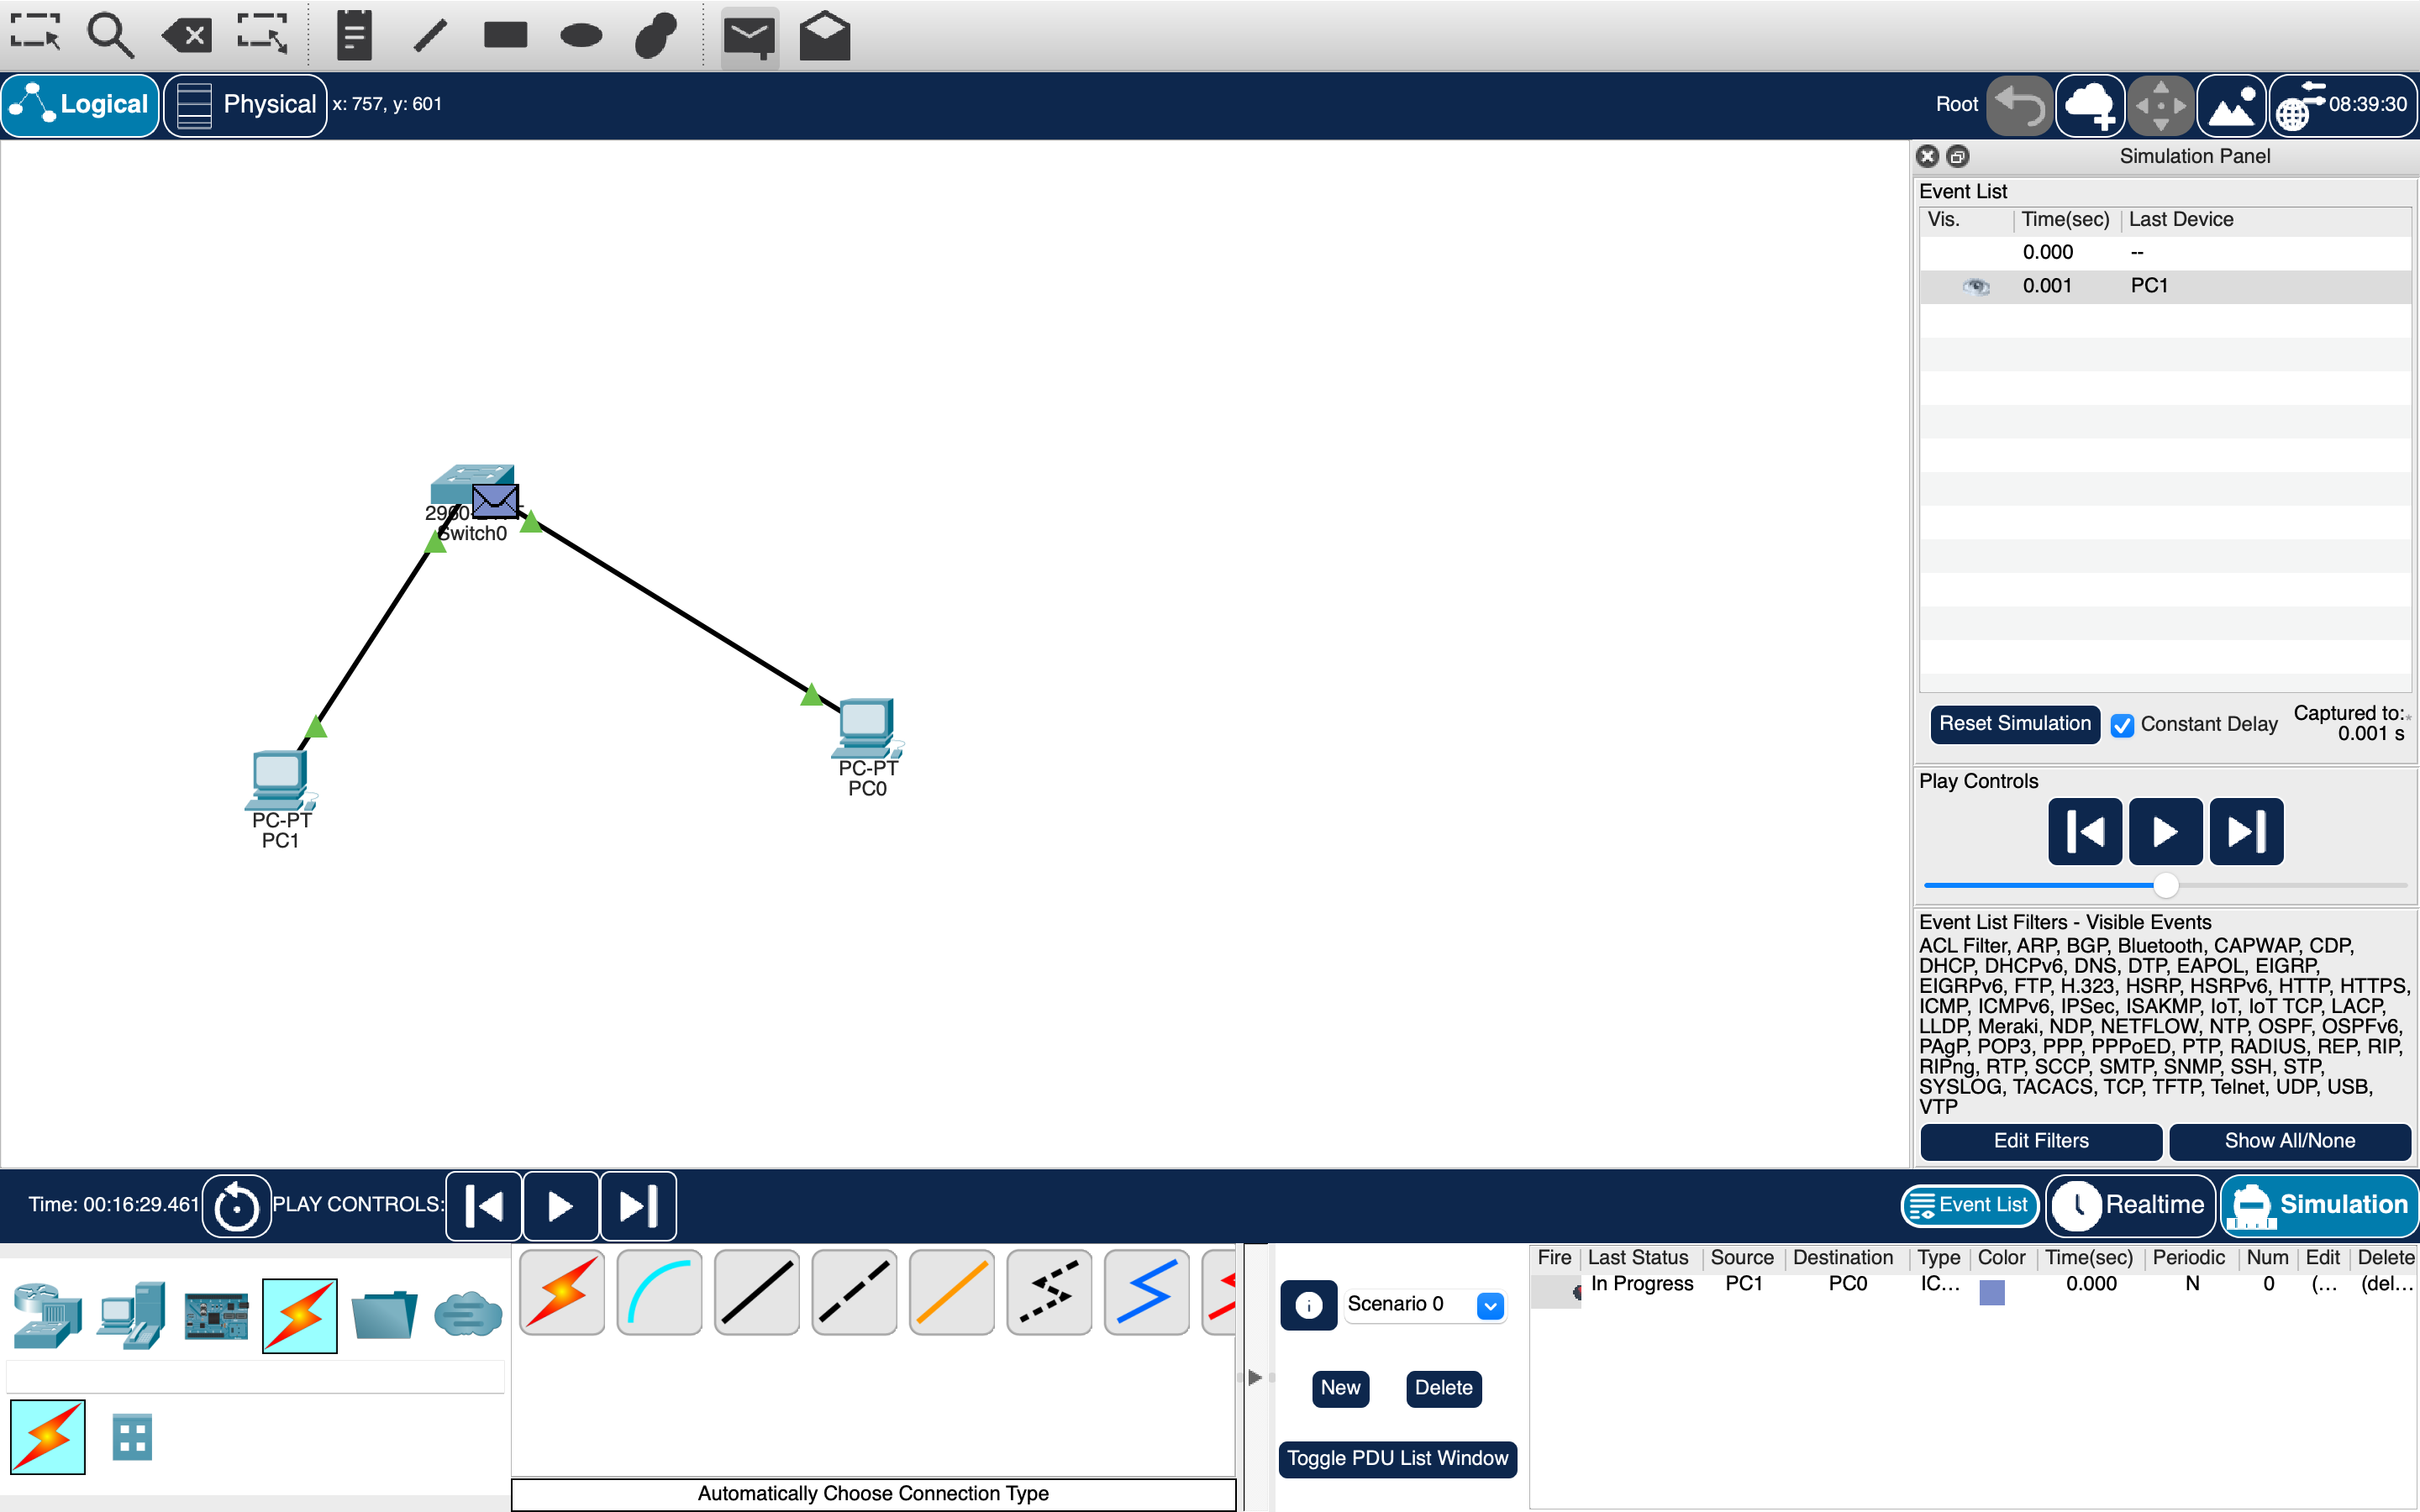 Logical
Physical
x: 757, y: 601
Root
08:39:30
Simulation Panel
Event List
Vis. Time(sec) Last Device
0.000 --
0.001 PC1
Switch0
PC-PT
PC0
PC-PT
PC1
Reset Simulation
Constant Delay
Captured to:
0.001 s
Play Controls
Event List Filters - Visible Events
ACL Filter, ARP, BGP, Bluetooth, CAPWAP, CDP,
DHCP, DHCPv6, DNS, DTP, EAPOL, EIGRP,
EIGRPv6, FTP, H.323, HSRP, HSRPv6, HTTP, HTTPS,
ICMP, ICMPv6, IPSec, ISAKMP, IoT, IoT TCP, LACP,
LLDP, Meraki, NDP, NETFLOW, NTP, OSPF, OSPFv6,
PAgP, POP3, PPP, PPPoED, PTP, RADIUS, REP, RIP,
RIPng, RTP, SCCP, SMTP, SNMP, SSH, STP,
SYSLOG, TACACS, TCP, TFTP, Telnet, UDP, USB,
VTP
Edit Filters
Show All/None
Time: 00:16:29.461
PLAY CONTROLS:
Event List
Realtime
Simulation
Scenario 0
New
Delete
Toggle PDU List Window
Automatically Choose Connection Type
Fire Last Status Source Destination Type Color Time(sec) Periodic Num Edit Delete
In Progress PC1 PC0 IC... 0.000 N 0 (... (del...